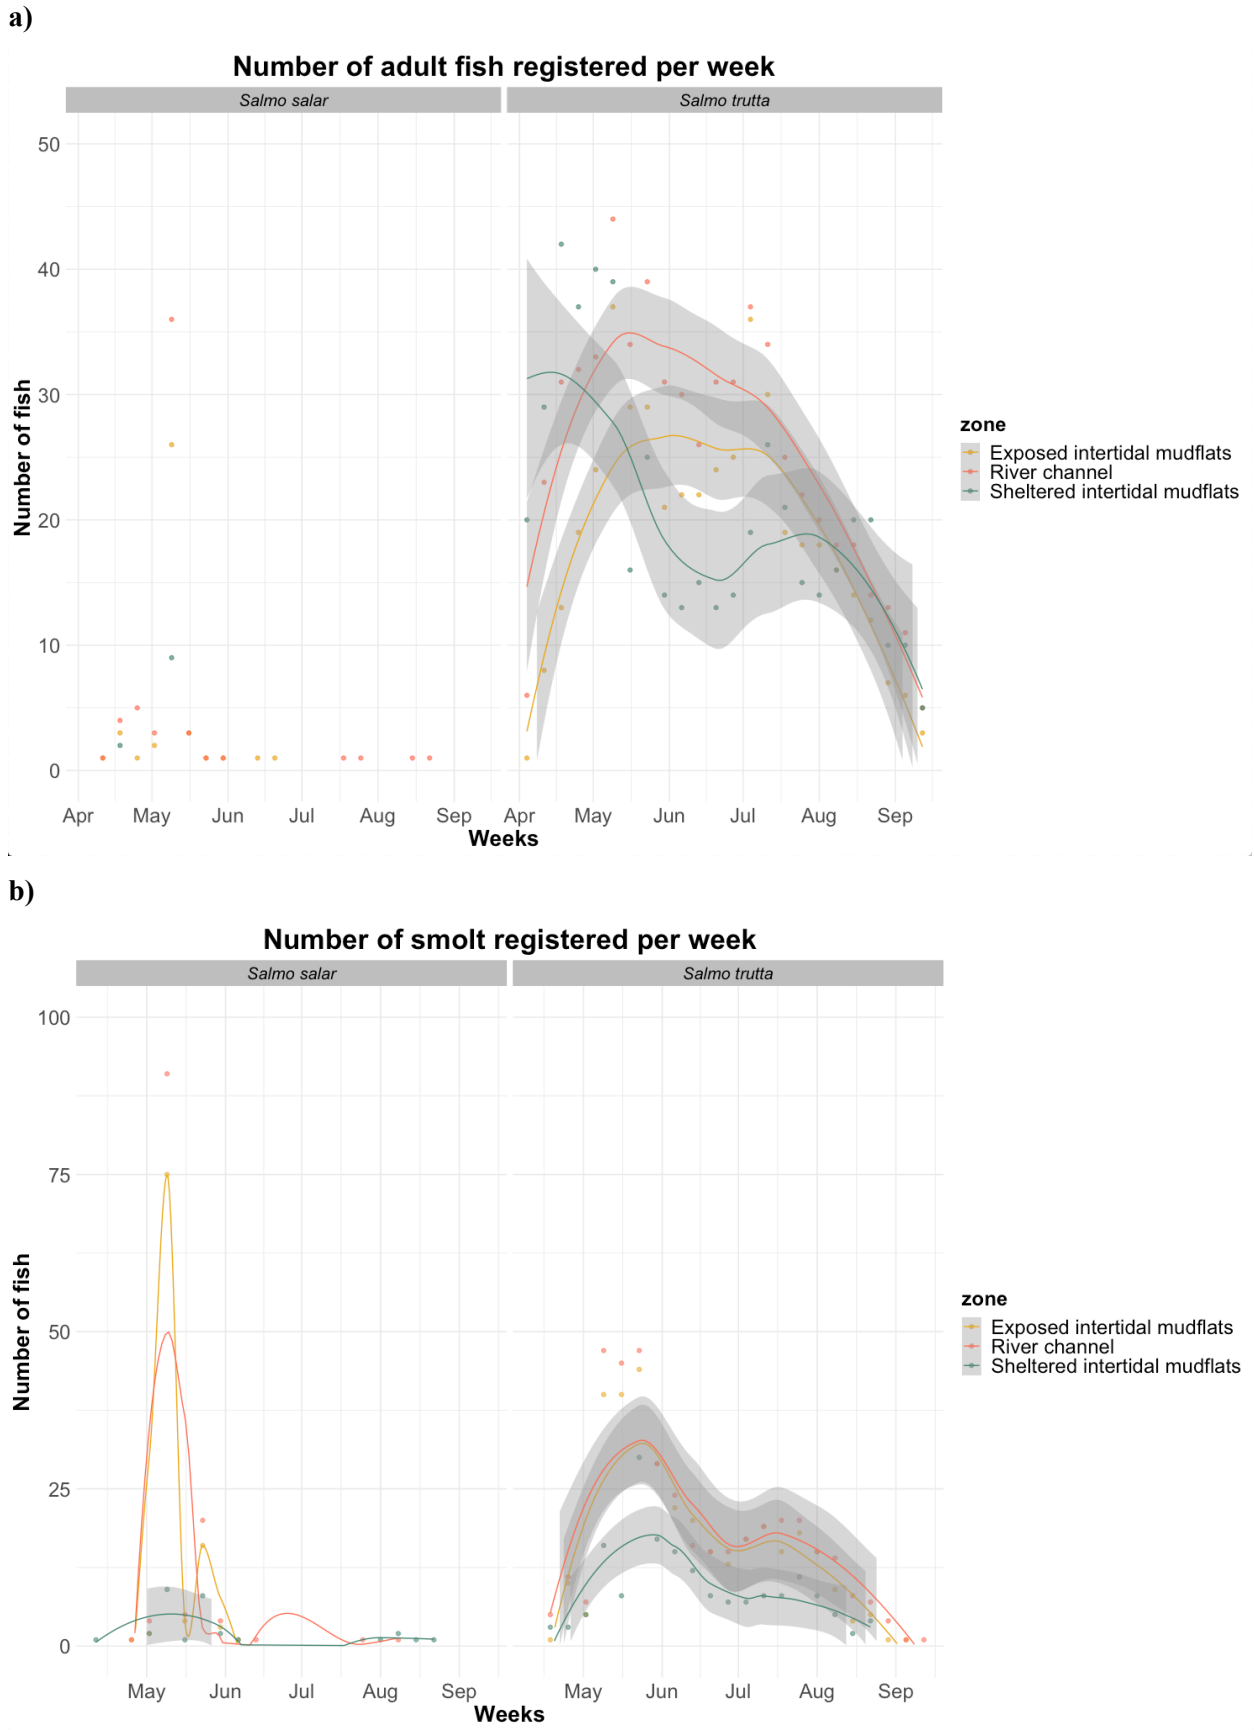 a)
Number of adult fish registered per week
Salmo salar Salmo trutta
50
40
30
20
10
0
Number of fish
Apr May Jun Jul Aug Sep Apr May Jun Jul Aug Sep
Weeks
zone
Exposed intertidal mudflats
River channel
Sheltered intertidal mudflats
b)
Number of smolt registered per week
Salmo salar Salmo trutta
100
75
50
25
0
Number of fish
May Jun Jul Aug Sep May Jun Jul Aug Sep
Weeks
zone
Exposed intertidal mudflats
River channel
Sheltered intertidal mudflats